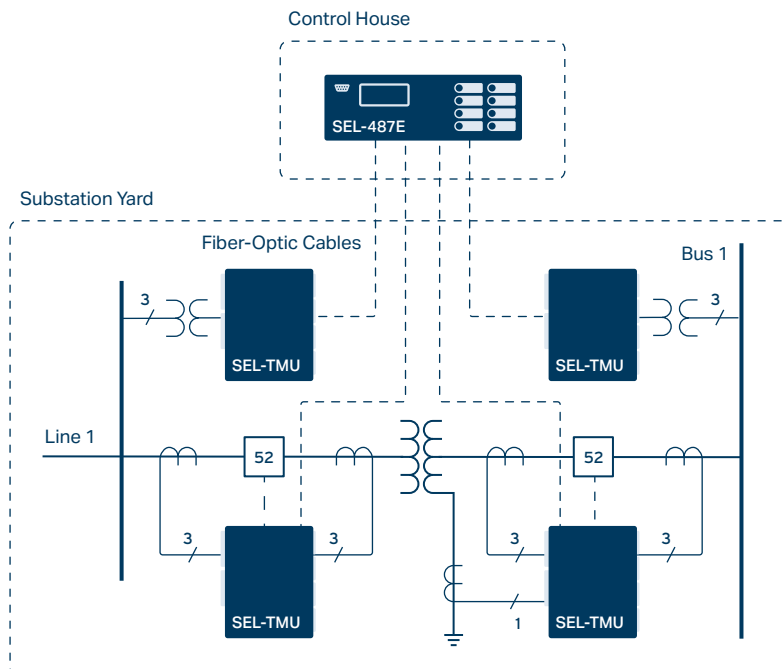 Control House
SEL-487E
Substation Yard
Fiber-Optic Cables
Bus 1
3
3
SEL-TMU
SEL-TMU
Line 1
52
52
3
3
3
3
SEL-TMU
1
SEL-TMU